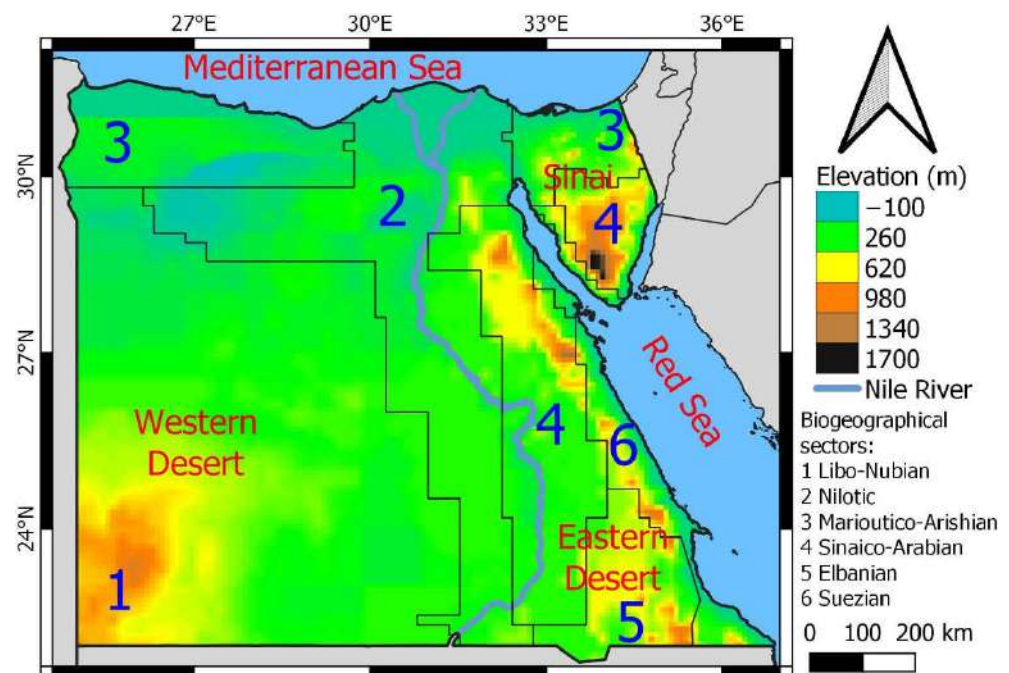 27°E 30°E 33°E 36°E
Mediterranean Sea
3
3
30°N
Sinai
2
4
27°N
Red Sea
Western
Desert
4
6
24°N
Eastern
Desert
1
5
Elevation (m)
−100
260
620
980
1340
1700
Nile River
Biogeographical
sectors:
1 Libo-Nubian
2 Nilotic
3 Marioutico-Arishian
4 Sinaico-Arabian
5 Elbanian
6 Suezian
0 100 200 km